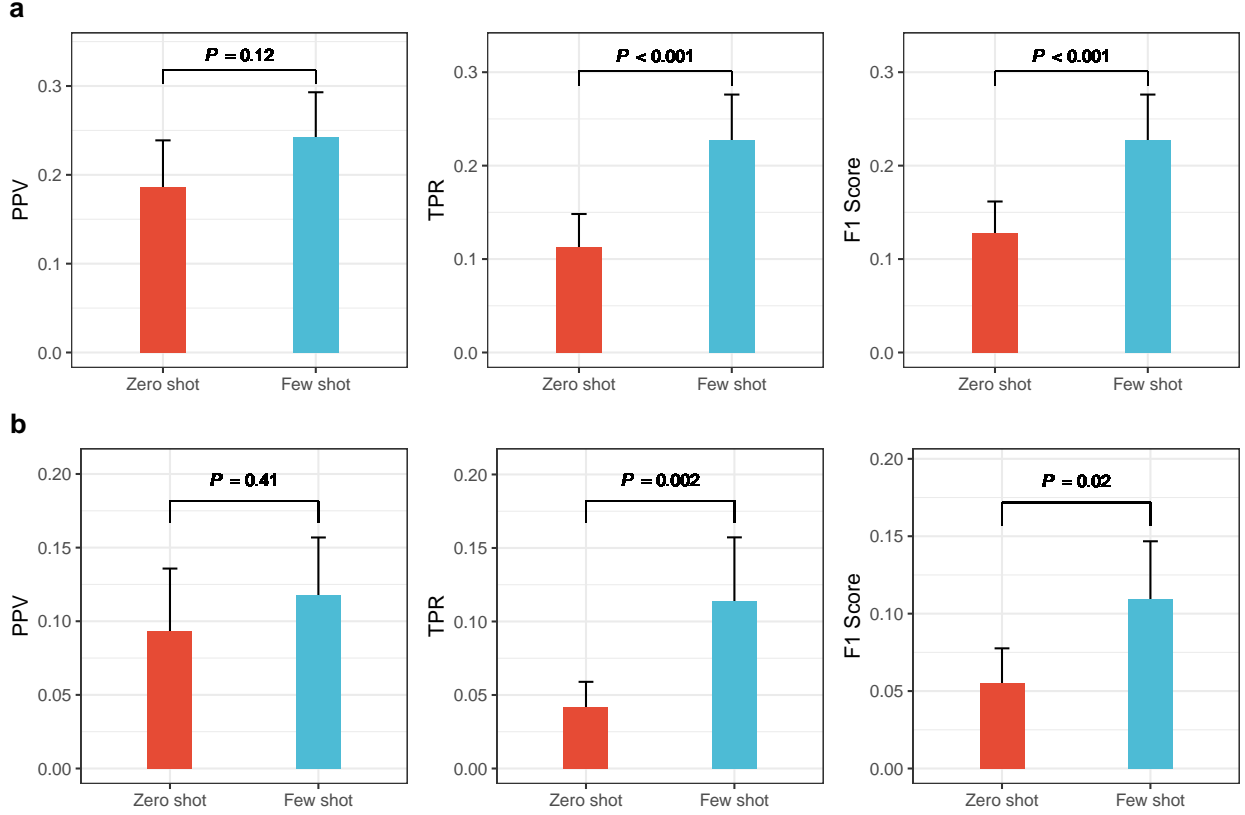 a
P = 0.12
P < 0.001
P < 0.001
PPV
0.3
0.2
0.1
0.0
TPR
0.3
0.2
0.1
0.0
F1 Score
0.3
0.2
0.1
0.0
Zero shot Few shot
Zero shot Few shot
Zero shot Few shot
b
P = 0.41
P = 0.002
P = 0.02
PPV
0.20
0.15
0.10
0.05
0.00
TPR
0.20
0.15
0.10
0.05
0.00
F1 Score
0.20
0.15
0.10
0.05
0.00
Zero shot Few shot
Zero shot Few shot
Zero shot Few shot